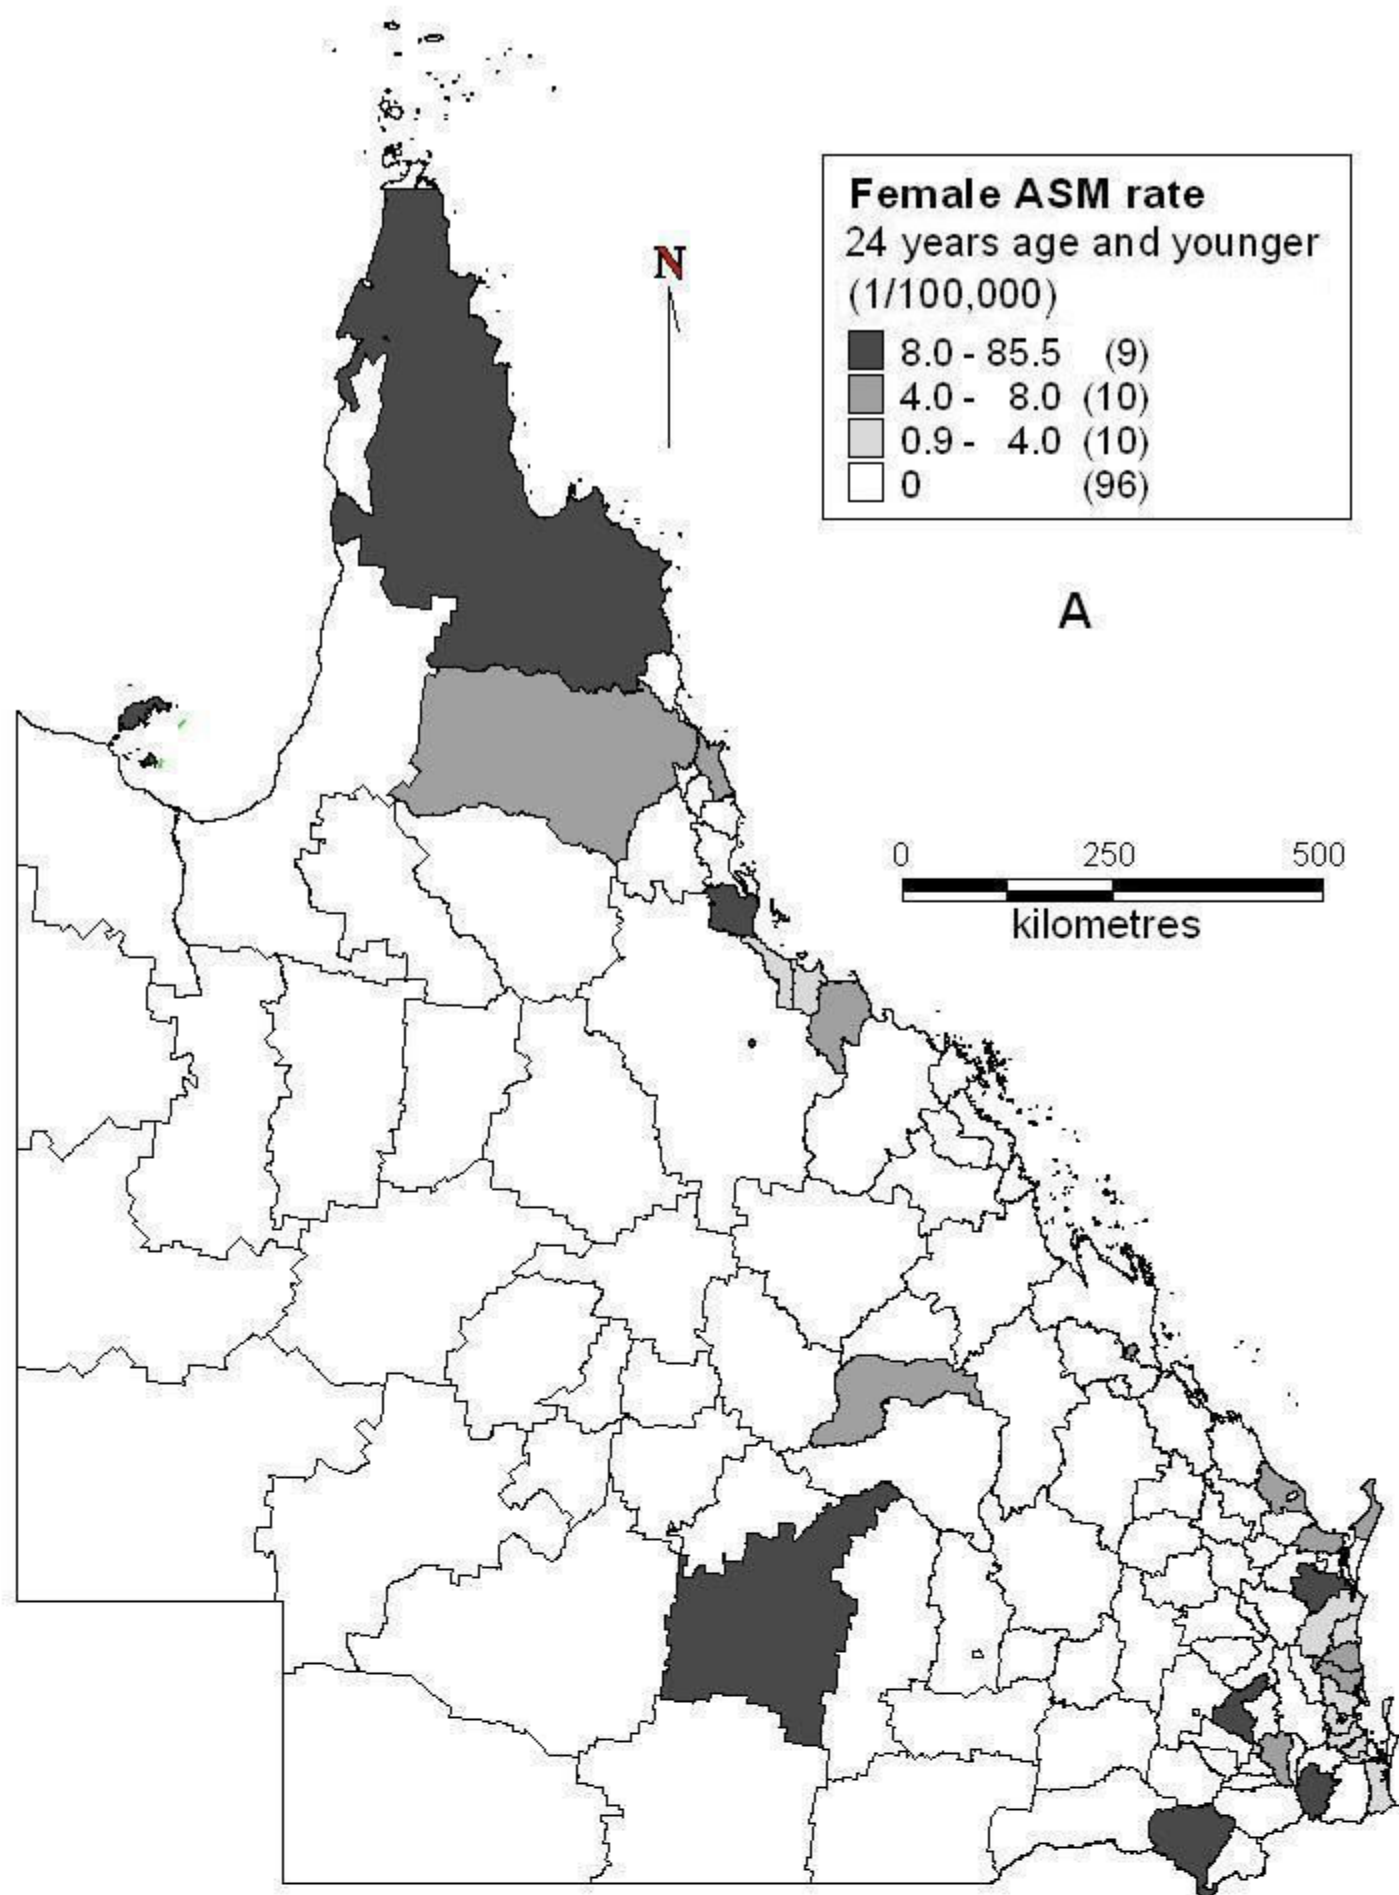 N
Female ASM rate
24 years age and younger
(1/100,000)
8.0 - 85.5 (9)
4.0 - 8.0 (10)
0.9 - 4.0 (10)
0 (96)
A
0 250 500
kilometres